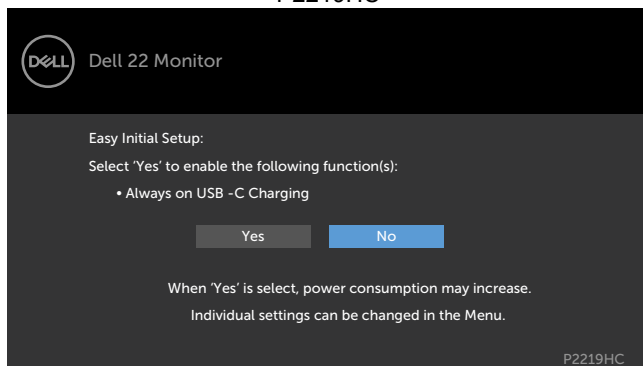 P2219HC
DELL Dell 22 Monitor
Easy Initial Setup:
Select ‘Yes’ to enable the following function(s):
• Always on USB -C Charging
Yes No
When ‘Yes’ is select, power consumption may increase.
Individual settings can be changed in the Menu.
P2219HC